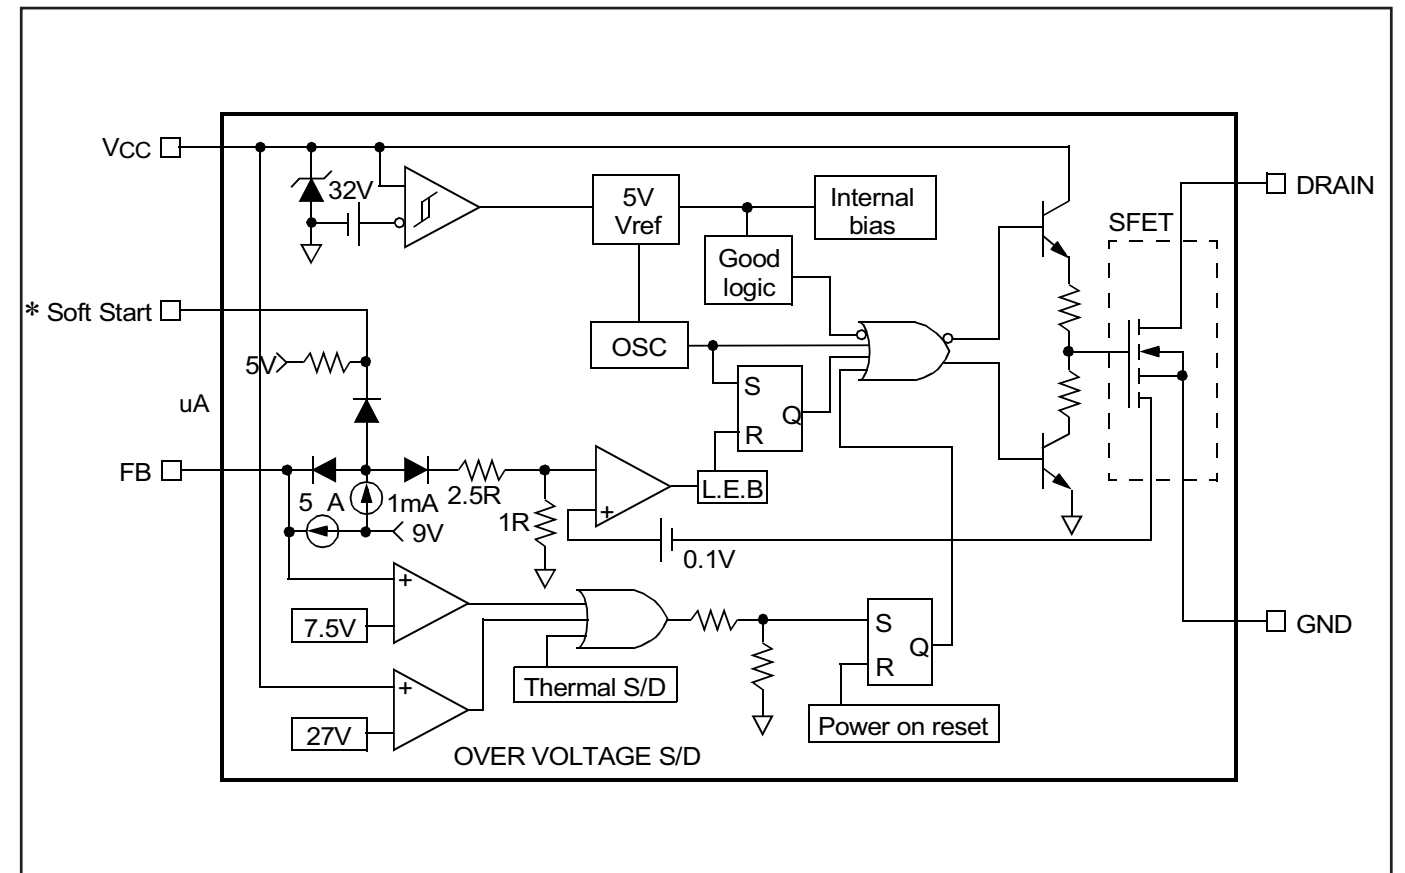 VCC
DRAIN
32V
5V
Vref
Internal
bias
SFET
Good
logic
* Soft Start
OSC
5V
S
Q
R
uA
FB
L.E.B
2.5R
5 A
1mA
1R
+
9V
0.1V
+
7.5V
S
Q
R
GND
Thermal S/D
+
27V
Power on reset
OVER VOLTAGE S/D